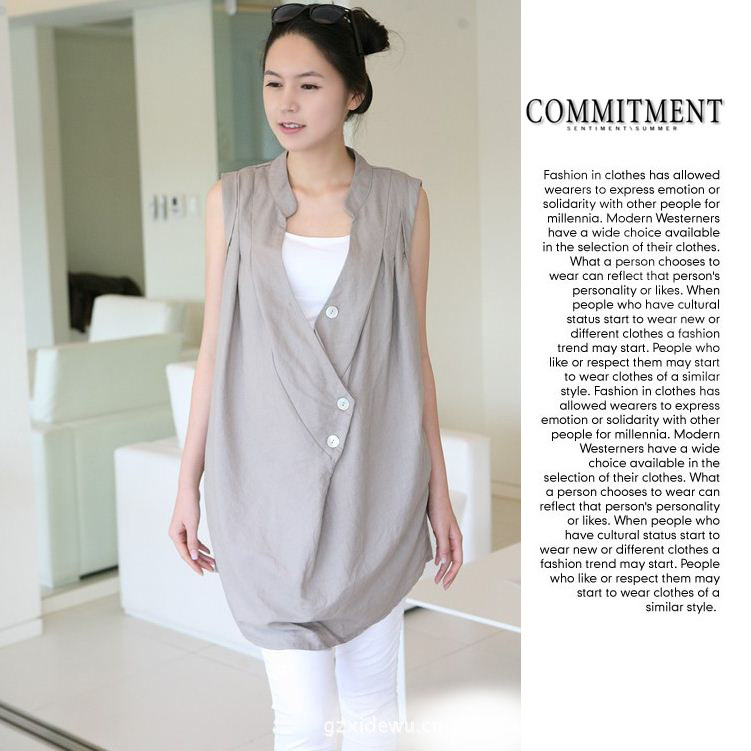 COMMITMENT
SENTIMENT\SUMMER
Fashion in clothes has allowed
wearers to express emotion or
solidarity with other people for
millennia. Modern Westerners
have a wide choice available
in the selection of their clothes.
What a person chooses to
wear can reflect that person's
personality or likes. When
people who have cultural
status start to wear new or
different clothes a fashion
trend may start. People who
like or respect them may start
to wear clothes of a similar
style. Fashion in clothes has
allowed wearers to express
emotion or solidarity with other
people for millennia. Modern
Westerners have a wide
choice available in the
selection of their clothes. What
a person chooses to wear can
reflect that person's personality
or likes. When people who
have cultural status start to
wear new or different clothes a
fashion trend may start. People
who like or respect them may
start to wear clothes of a
similar style.
gzxidewu.cn